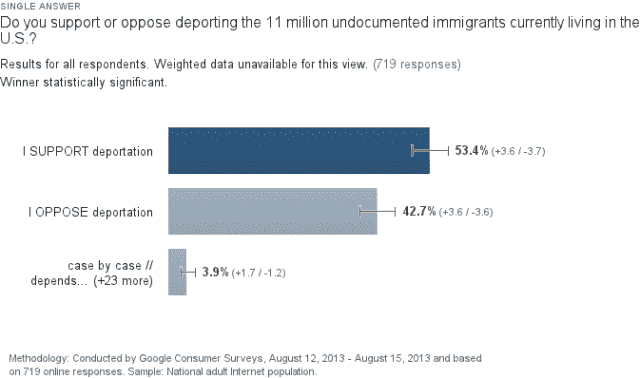 SINGLE ANSWER
Do you support or oppose deporting the 11 million undocumented immigrants currently living in the
U.S.?
Results for all respondents. Weighted data unavailable for this view. (719 responses)
Winner statistically significant.
I SUPPORT deportation 53.4% (+3.6 / -3.7)
I OPPOSE deportation 42.7% (+3.6 / -3.6)
case by case //
depends... (+23 more) 3.9% (+1.7 / -1.2)
Methodology: Conducted by Google Consumer Surveys, August 12, 2013 - August 15, 2013 and based
on 719 online responses. Sample: National adult Internet population.